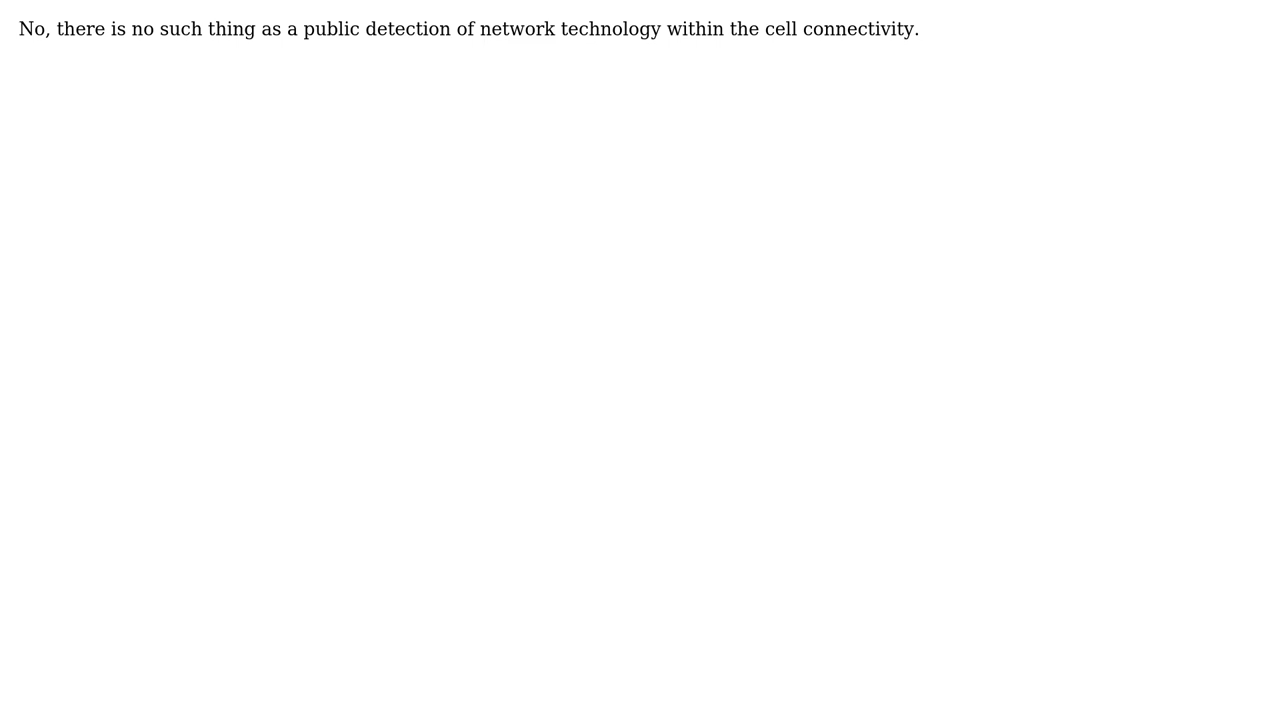 No, there is no such thing as a public detection of network technology within the cell connectivity.